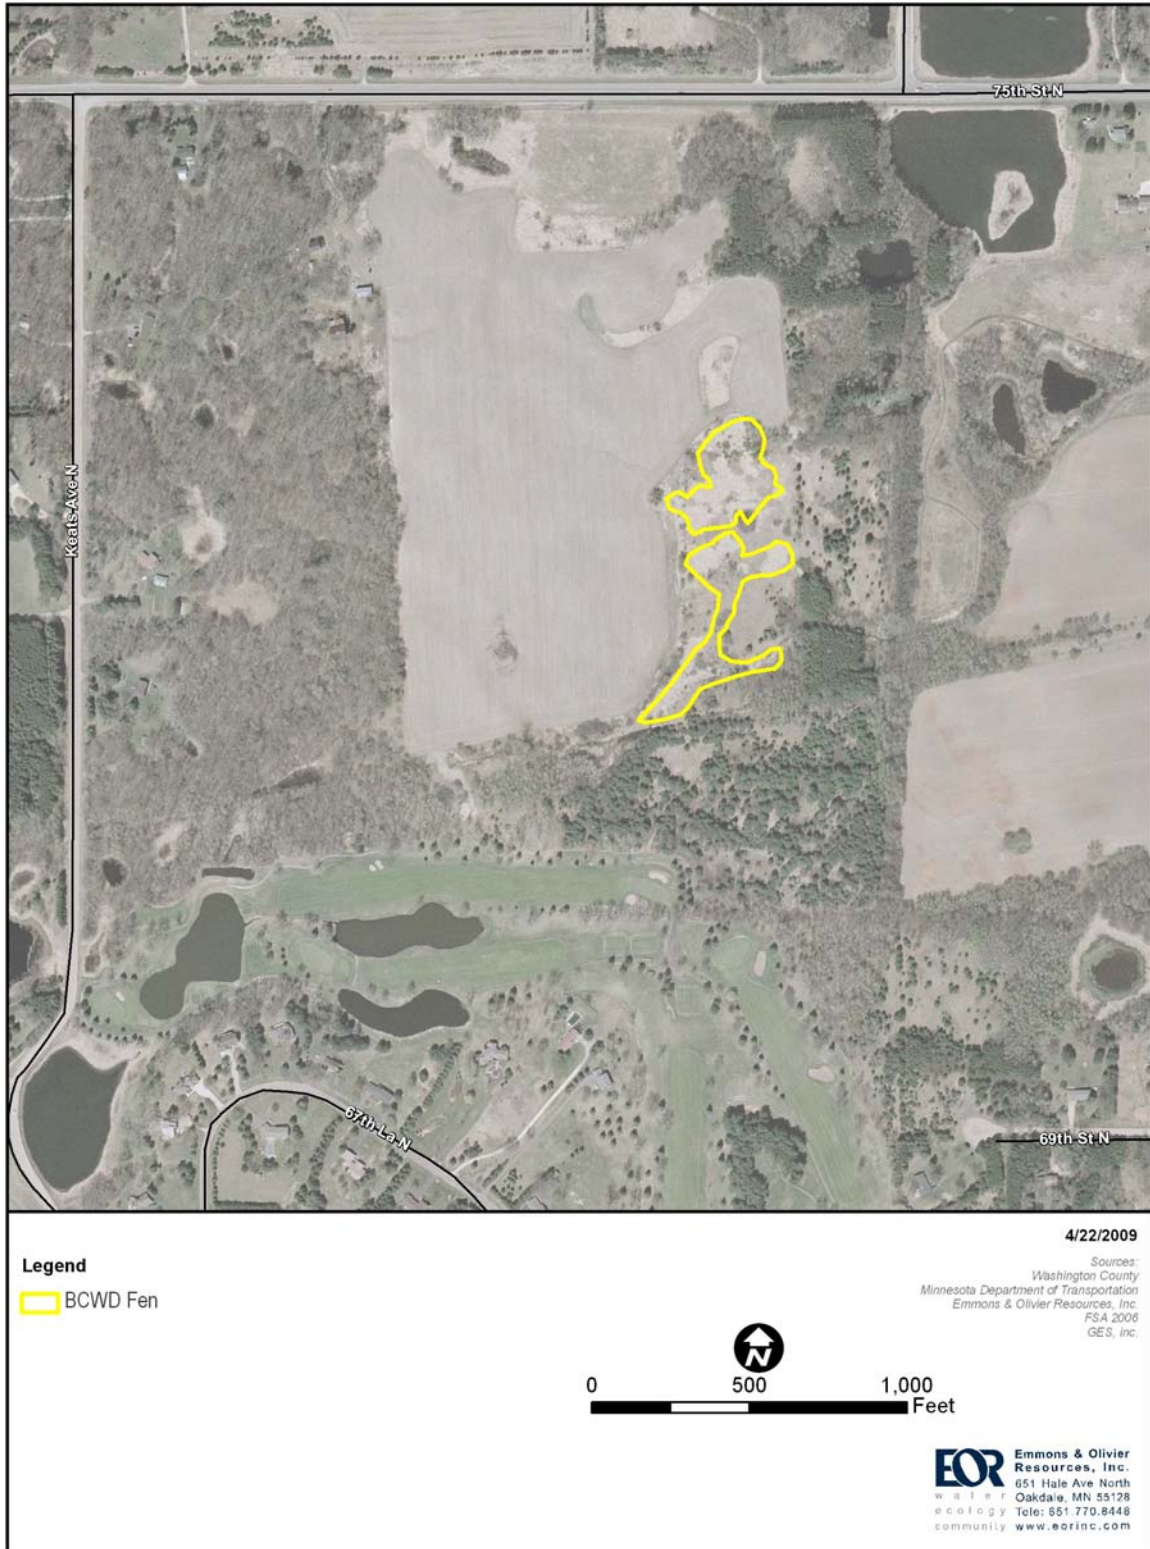 75th St N
Keats Ave N
67th La N
69th St N
4/22/2009
Legend
BCWD Fen
Sources:
Washington County
Minnesota Department of Transportation
Emmons & Olivier Resources, Inc.
FSA 2006
GES, Inc.
N
0 500 1,000
Feet
EOR
water
ecology
community
Emmons & Olivier
Resources, Inc.
651 Hale Ave North
Oakdale, MN 55128
Tele: 651.770.8448
www.eorinc.com